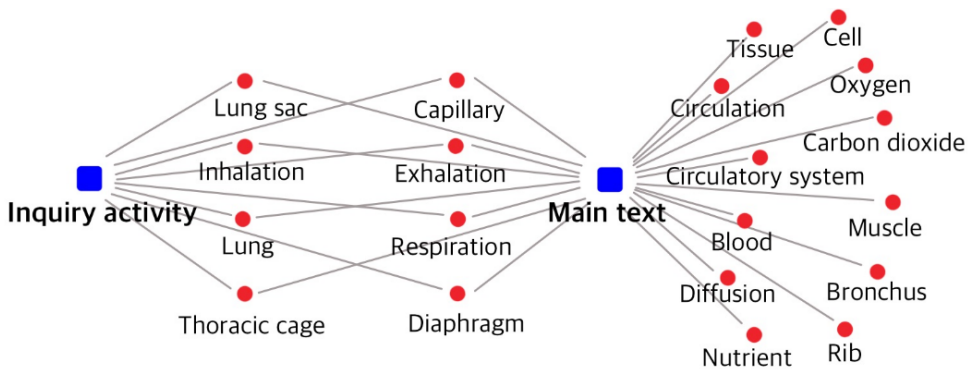 Tissue
Cell
Oxygen
Lung sac
Capillary
Circulation
Carbon dioxide
Inhalation
Exhalation
Circulatory system
Inquiry activity
Main text
Muscle
Lung
Respiration
Blood
Diffusion
Bronchus
Thoracic cage
Diaphragm
Nutrient
Rib